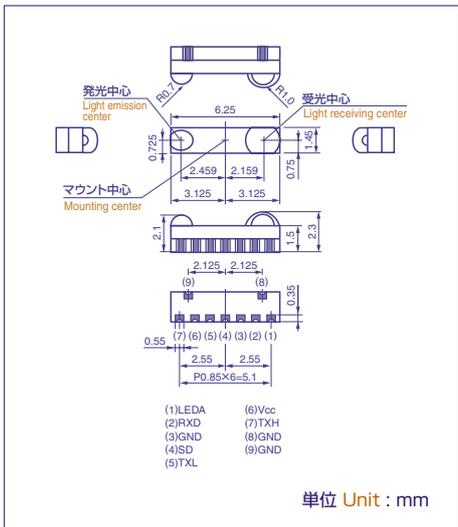 R0.7
R1.0
発光中心
Light emission
center
受光中心
Light receiving center
6.25
0.725
1.45
0.75
2.459
2.159
マウント中心
Mounting center
3.125
3.125
2.1
1.5
2.3
2.125
2.125
(9)
(8)
0.35
0.55
(7) (6) (5) (4) (3) (2) (1)
2.55
2.55
P0.85×6=5.1
(1)LEDA
(2)RXD
(3)GND
(4)SD
(5)TXL
(6)Vcc
(7)TXH
(8)GND
(9)GND
単位 Unit : mm